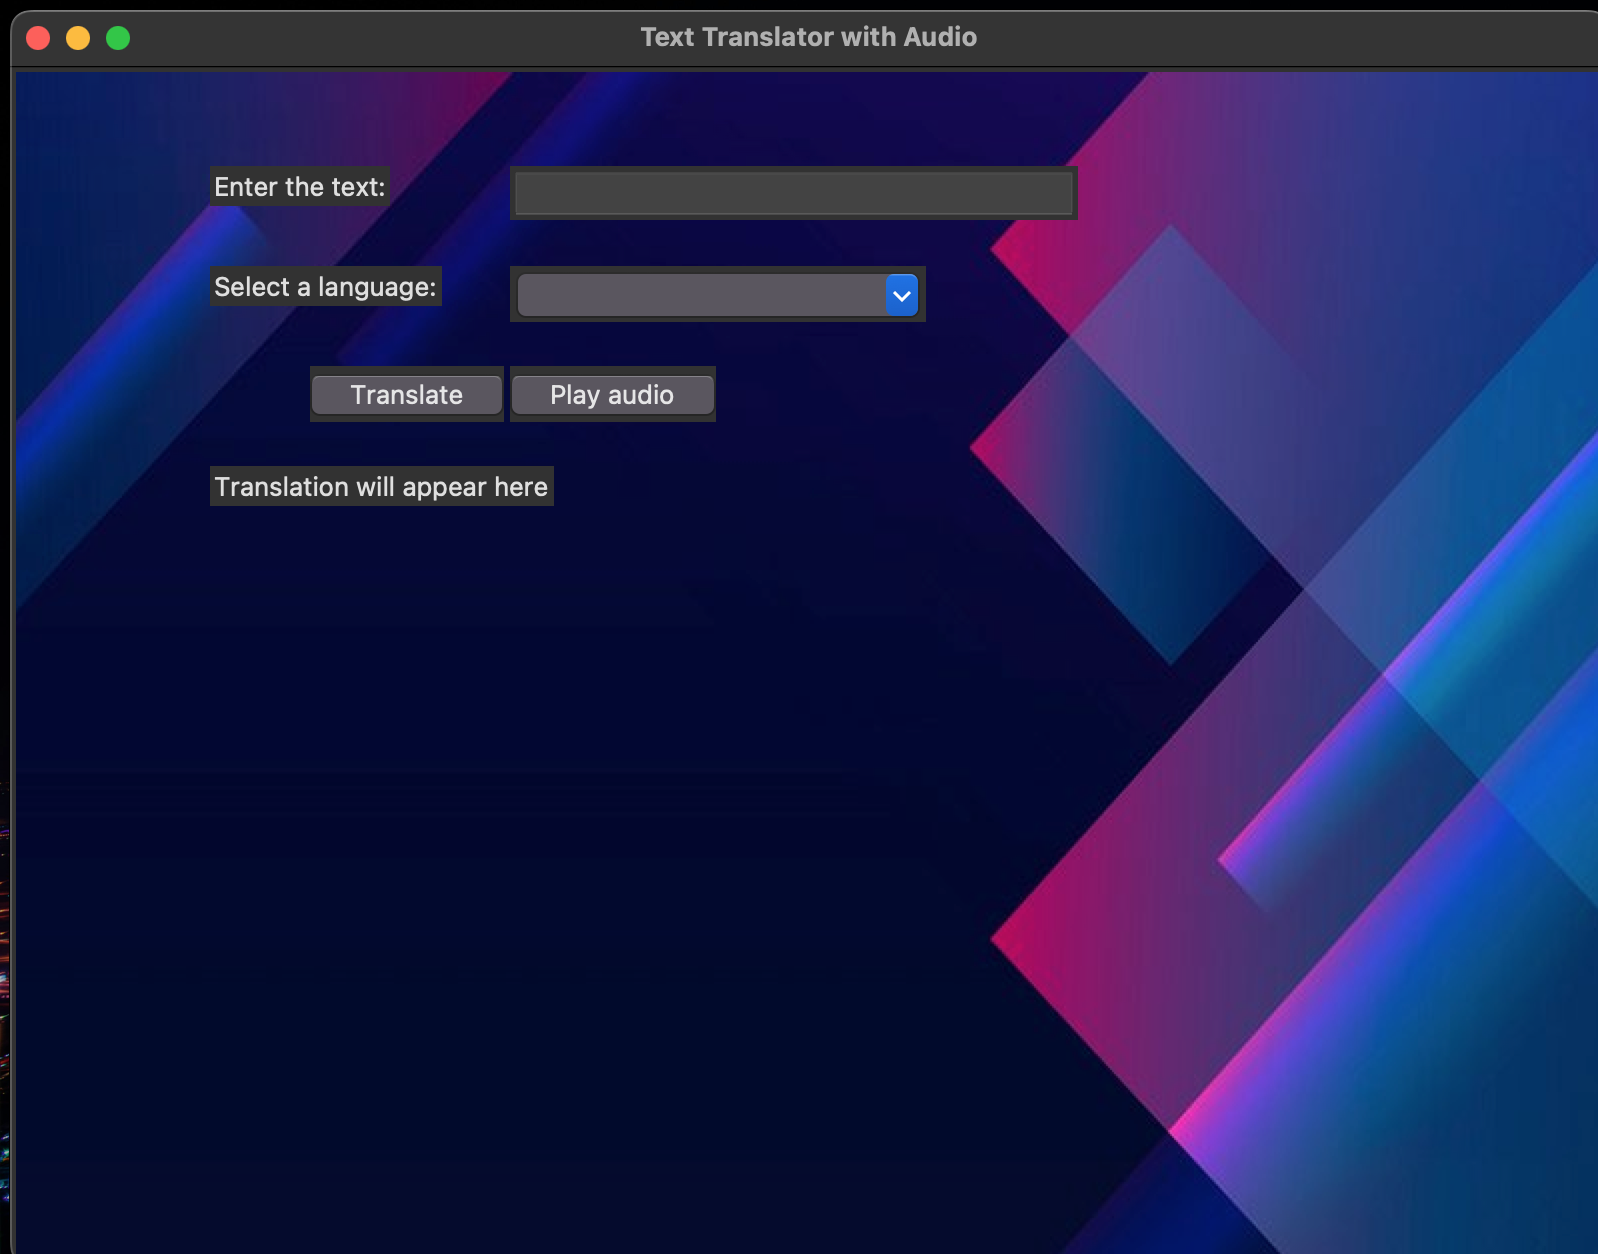 Text Translator with Audio
Enter the text:
Select a language:
Translate Play audio
Translation will appear here